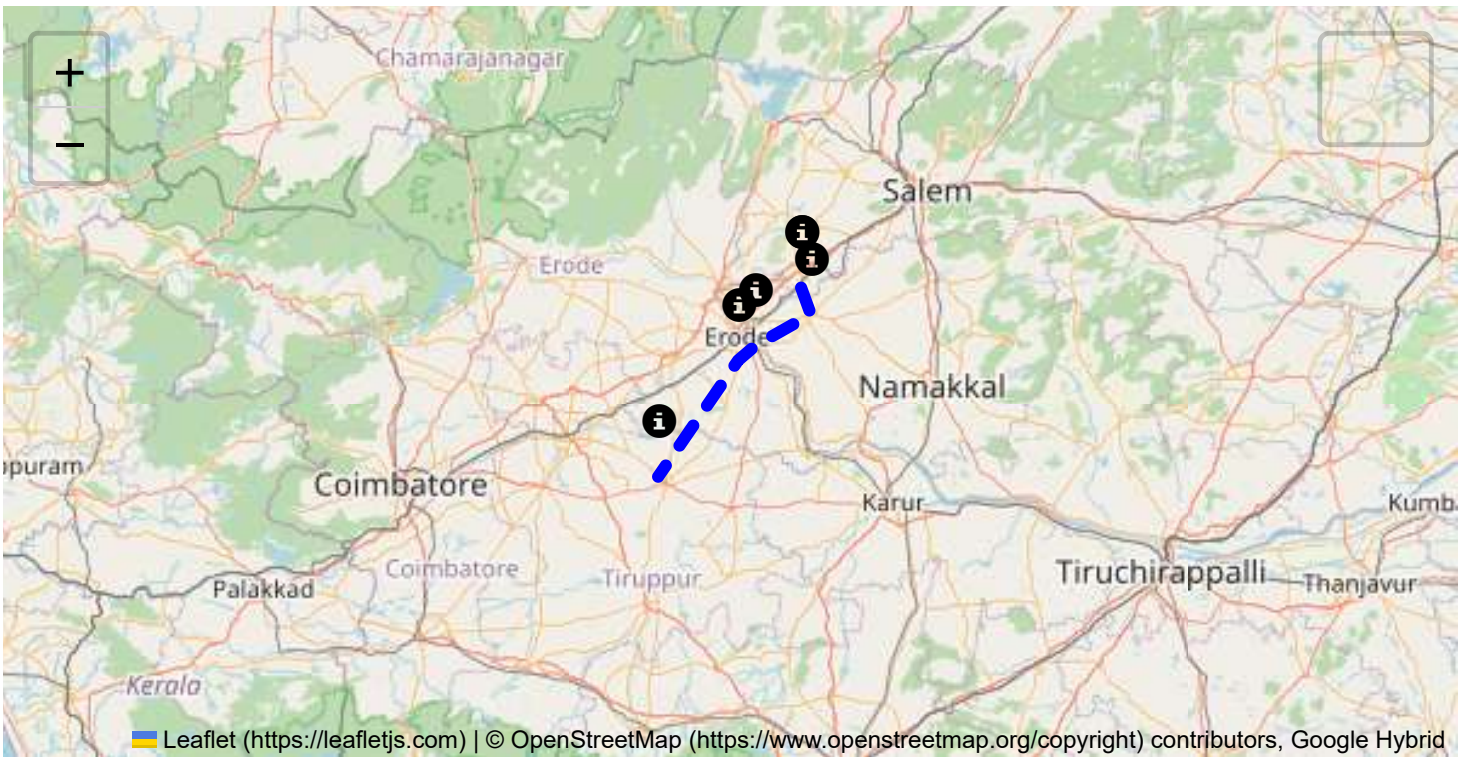 Chamarajanagar
+
−
Salem
i
i
Erode
i
i
Erode
Namakkal
i
puram
Coimbatore
Karur
Kumb
Coimbatore
Tiruppur
Tiruchirappalli
Palakkad
Thanjavur
Kerala
Leaflet (https://leafletjs.com) | © OpenStreetMap (https://www.openstreetmap.org/copyright) contributors, Google Hybrid